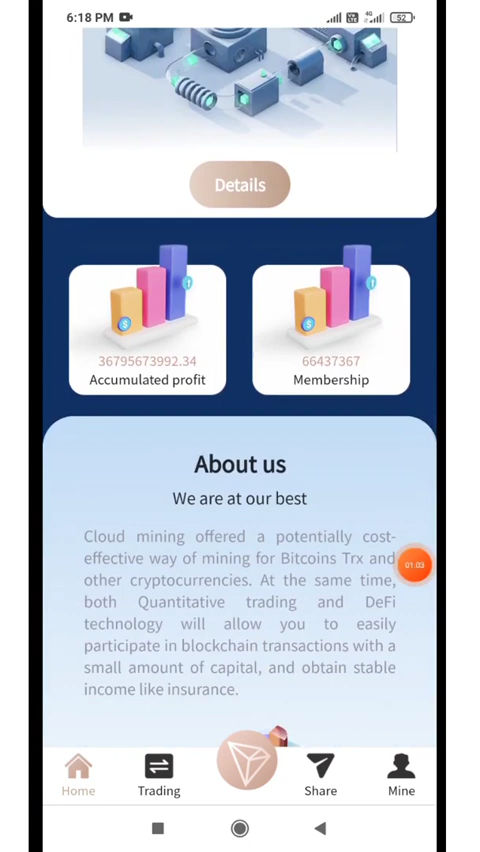 6:18 PM
4G
52
Details
36795673992.34
Accumulated profit
66437367
Membership
About us
We are at our best
Cloud mining offered a potentially cost-
effective way of mining for Bitcoins Trx and
other cryptocurrencies. At the same time,
both Quantitative trading and DeFi
technology will allow you to easily
participate in blockchain transactions with a
small amount of capital, and obtain stable
income like insurance.
01:03
Home
Trading
Share
Mine